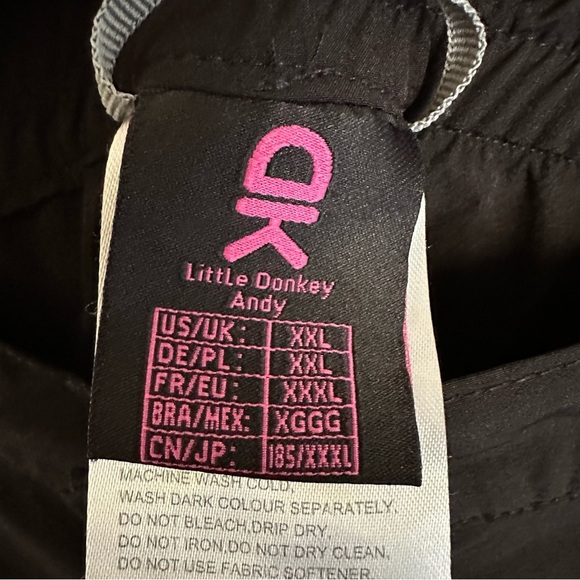 Little Donkey
Andy
US/UK: XXL
DE/PL: XXL
FR/EU: XXXL
BRA/MEX: XGGG
CN/JP: 185/XXXL
MACHINE WASH COLD,
WASH DARK COLOUR SEPARATELY,
DO NOT BLEACH,DRIP DRY,
DO NOT IRON,DO NOT DRY CLEAN,
DO NOT USE FABRIC SOFTENER